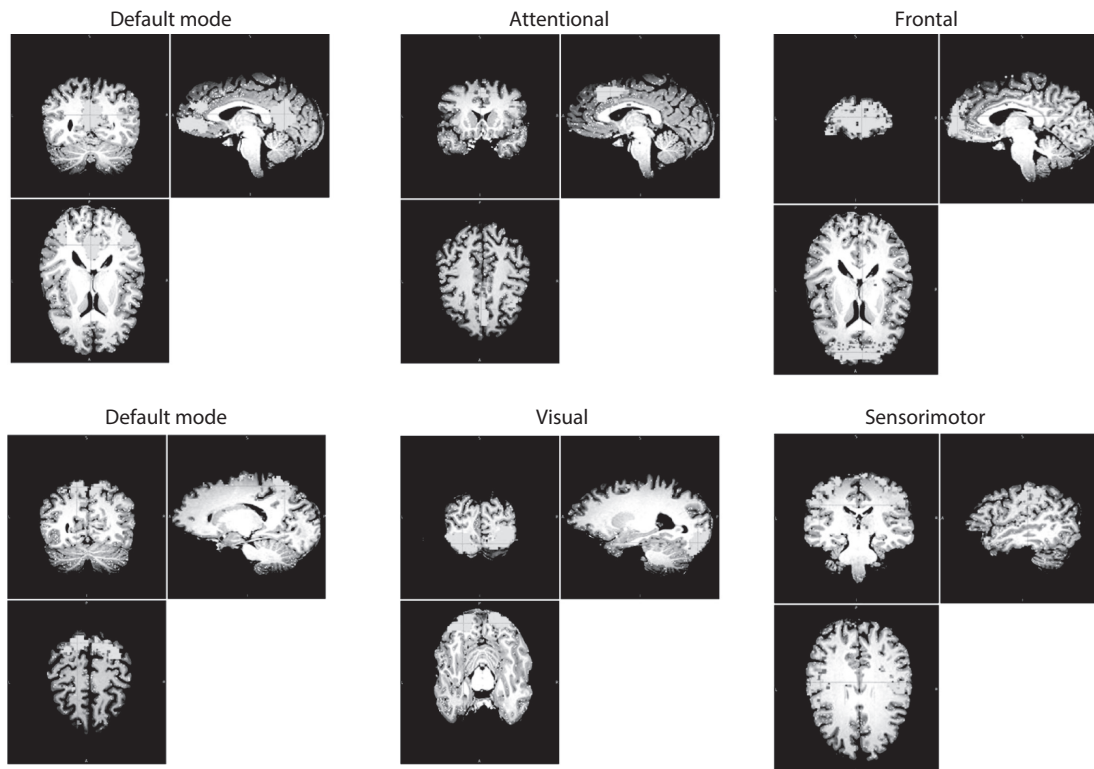 Default mode
Attentional
Frontal
Default mode
Visual
Sensorimotor